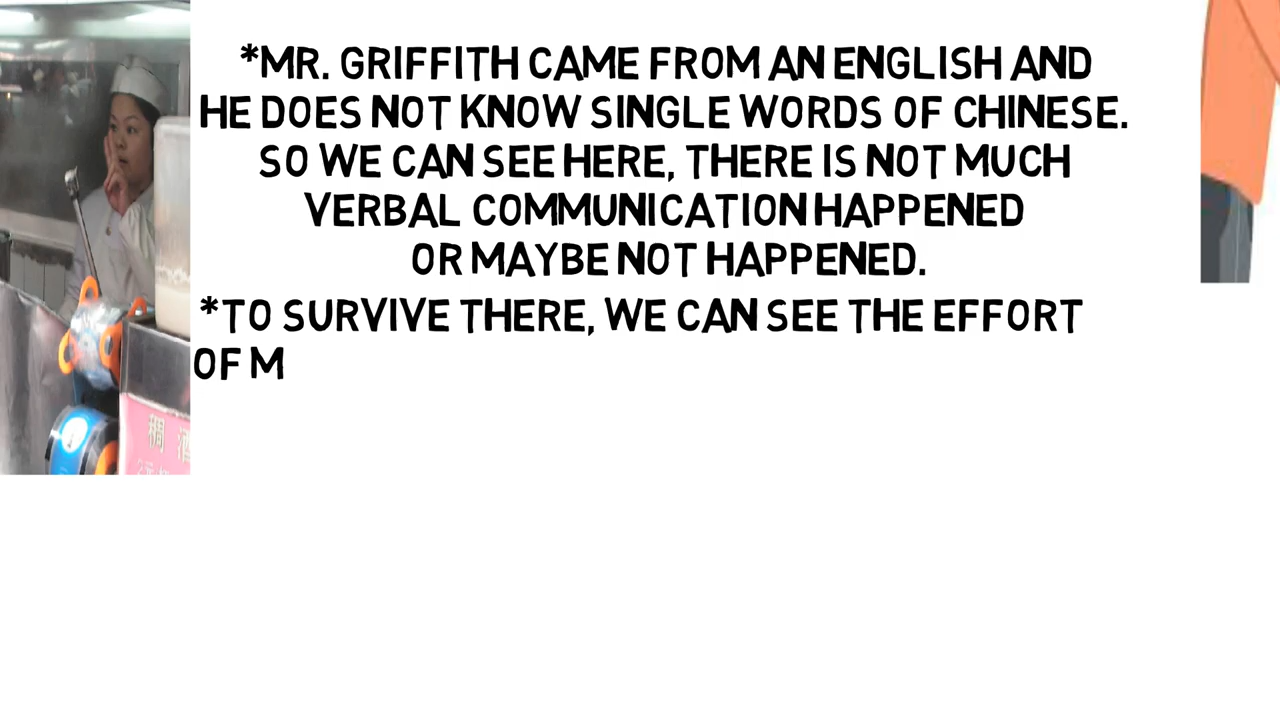 *MR. GRIFFITH CAME FROM AN ENGLISH AND
HE DOES NOT KNOW SINGLE WORDS OF CHINESE.
SO WE CAN SEE HERE, THERE IS NOT MUCH
VERBAL COMMUNICATION HAPPENED
OR MAYBE NOT HAPPENED.
*TO SURVIVE THERE, WE CAN SEE THE EFFORT
OF M
稠 酒